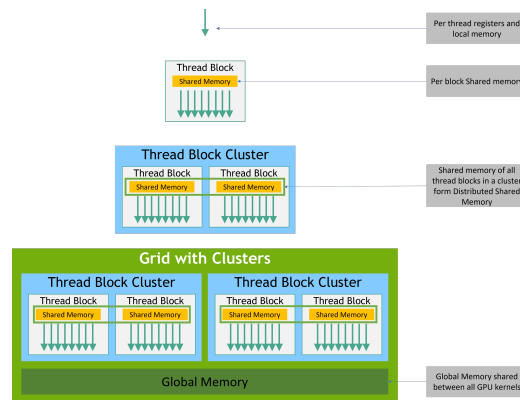 Per thread registers and
local memory
Thread Block
Shared Memory
Per block Shared memory
Thread Block Cluster
Thread Block
Thread Block
Shared Memory
Shared Memory
Shared memory of all
thread blocks in a cluster
form Distributed Shared
Memory
Grid with Clusters
Thread Block Cluster
Thread Block Cluster
Thread Block
Thread Block
Thread Block
Thread Block
Shared Memory
Shared Memory
Shared Memory
Shared Memory
Global Memory
Global Memory shared
between all GPU kernels